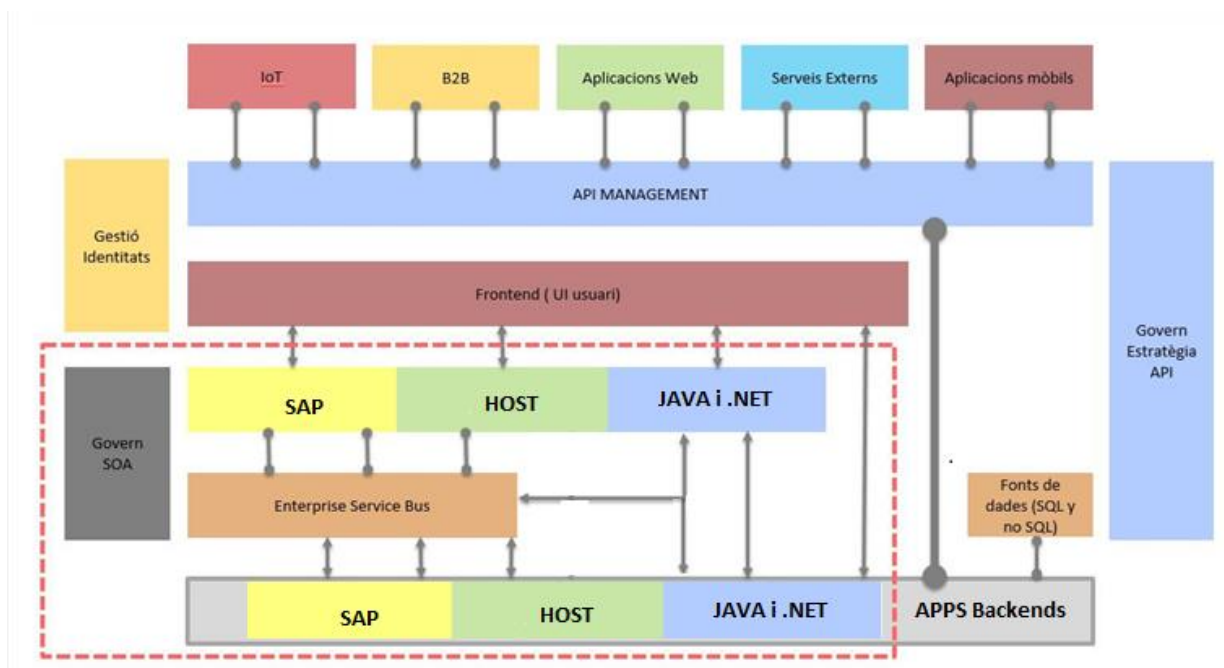 IoT
B2B
Aplicacions Web
Serveis Externs
Aplicacions mòbils
API MANAGEMENT
Gestió
Identitats
Frontend ( UI usuari)
Govern
Estratègia
API
SAP
HOST
JAVA i .NET
Govern
SOA
Enterprise Service Bus
Fonts de
dades (SQL y
no SQL)
SAP
HOST
JAVA i .NET
APPS Backends